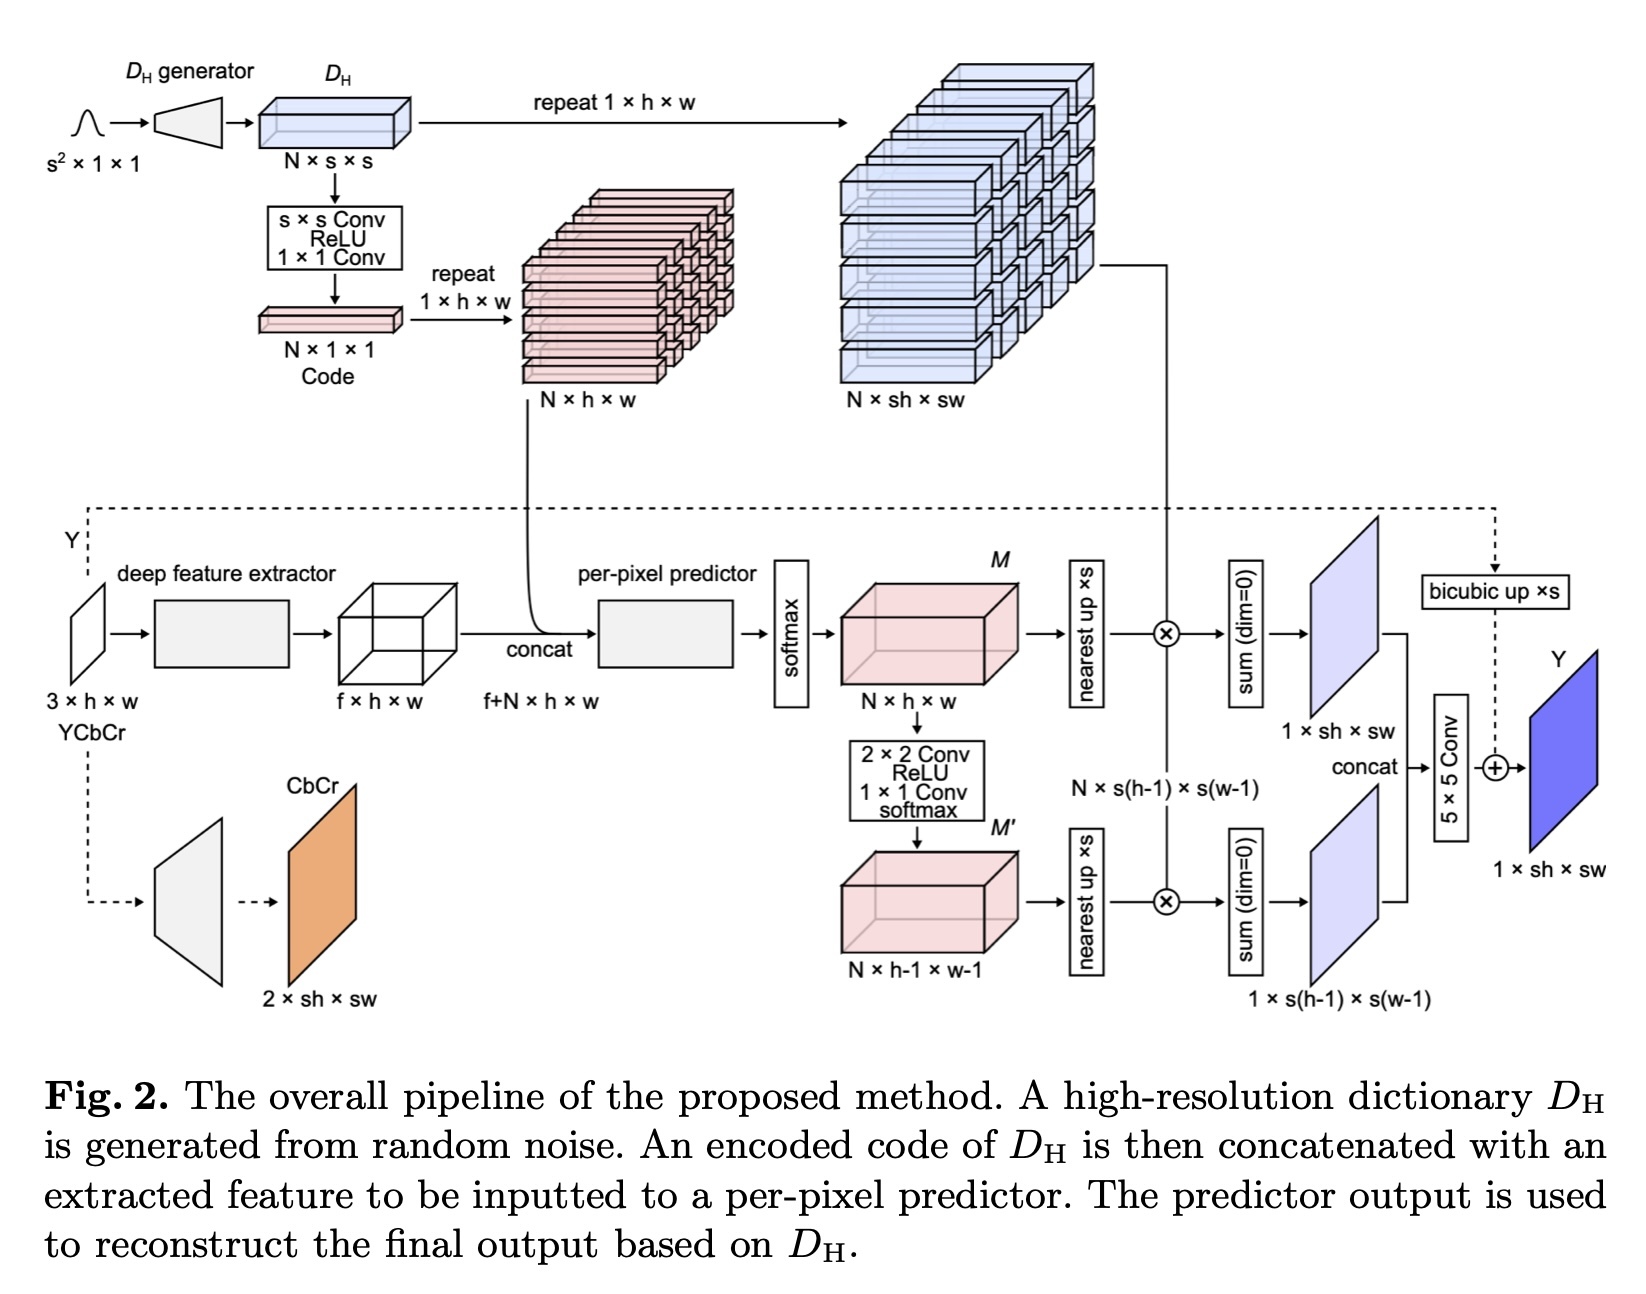 D_H generator
D_H
repeat 1 × h × w
s² × 1 × 1
N × s × s
s × s Conv
ReLU
1 × 1 Conv
repeat
1 × h × w
N × 1 × 1
Code
N × h × w
N × sh × sw
Y
deep feature extractor
per-pixel predictor
softmax
M
nearest up ×s
sum (dim=0)
bicubic up ×s
concat
3 × h × w
YCbCr
f × h × w
f+N × h × w
N × h × w
1 × sh × sw
Y
2 × 2 Conv
ReLU
1 × 1 Conv
softmax
N × s(h-1) × s(w-1)
concat
5 × 5 Conv
1 × sh × sw
CbCr
M'
nearest up ×s
sum (dim=0)
N × h-1 × w-1
2 × sh × sw
1 × s(h-1) × s(w-1)
Fig. 2. The overall pipeline of the proposed method. A high-resolution dictionary D_H
is generated from random noise. An encoded code of D_H is then concatenated with an
extracted feature to be inputted to a per-pixel predictor. The predictor output is used
to reconstruct the final output based on D_H.